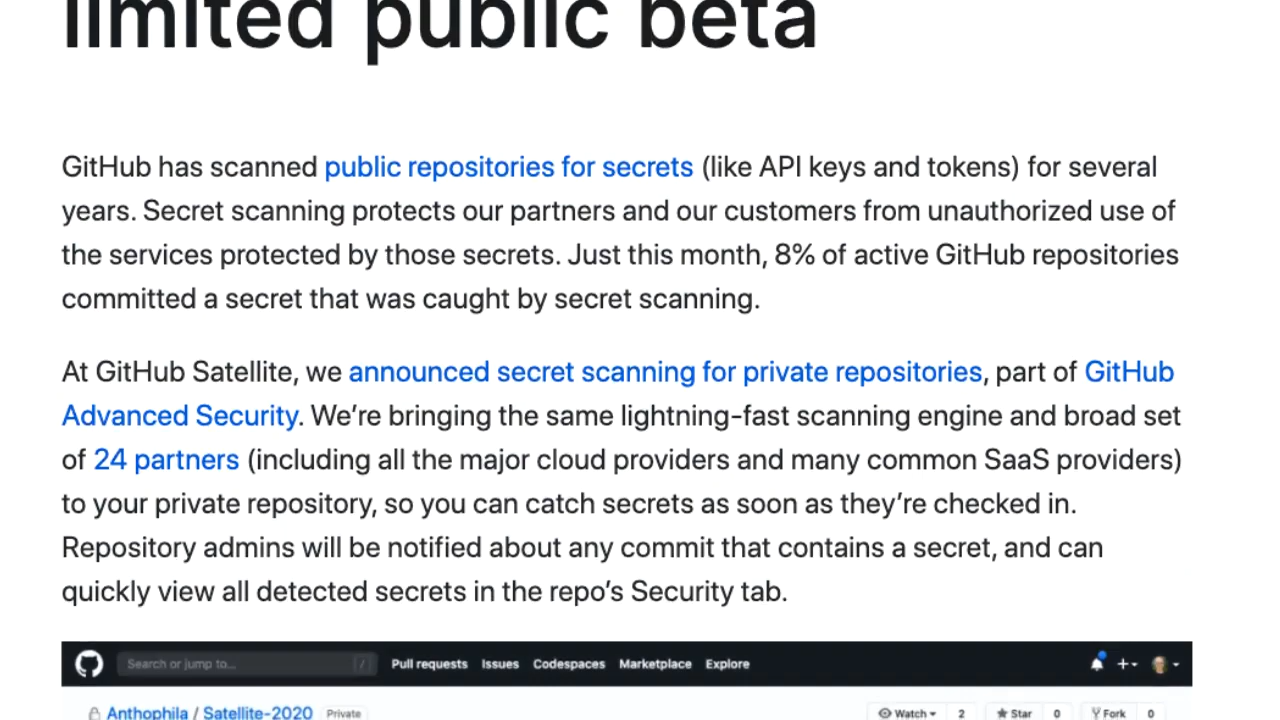 limited public beta
GitHub has scanned public repositories for secrets (like API keys and tokens) for several
years. Secret scanning protects our partners and our customers from unauthorized use of
the services protected by those secrets. Just this month, 8% of active GitHub repositories
committed a secret that was caught by secret scanning.
At GitHub Satellite, we announced secret scanning for private repositories, part of GitHub
Advanced Security. We’re bringing the same lightning-fast scanning engine and broad set
of 24 partners (including all the major cloud providers and many common SaaS providers)
to your private repository, so you can catch secrets as soon as they’re checked in.
Repository admins will be notified about any commit that contains a secret, and can
quickly view all detected secrets in the repo’s Security tab.
Search or jump to... / Pull requests Issues Codespaces Marketplace Explore
Anthophila / Satellite-2020 Private Watch 2 Star 0 Fork 0